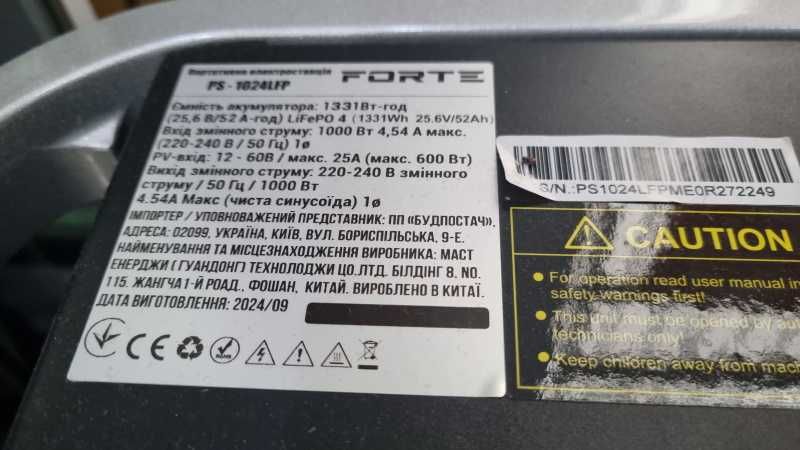 Портативна електростанція FORTE
PS - 1024LFP
Ємність акумулятора: 1331Вт-год
(25,6 В/52 А-год) LiFePO 4 (1331Wh 25.6V/52Ah)
Вхід змінного струму: 1000 Вт 4,54 А макс.
(220-240 В / 50 Гц) 1ø
PV-вхід: 12 - 60В / макс. 25А (макс. 600 Вт)
Вихід змінного струму: 220-240 В змінного
струму / 50 Гц / 1000 Вт
4.54А Макс (чиста синусоїда) 1ø
ІМПОРТЕР / УПОВНОВАЖЕНИЙ ПРЕДСТАВНИК: ПП «БУДПОСТАЧ»,
АДРЕСА: 02099, УКРАЇНА, КИЇВ, ВУЛ. БОРИСПІЛЬСЬКА, 9-Е.
НАЙМЕНУВАННЯ ТА МІСЦЕЗНАХОДЖЕННЯ ВИРОБНИКА: МАСТ
ЕНЕРДЖИ ( ГУАНДОНГ) ТЕХНОЛОДЖИ ЦО.ЛТД. БІЛДІНГ 8. NO.
115. ЖАНГЧА 1-Й РОАД., ФОШАН, КИТАЙ. ВИРОБЛЕНО В КИТАЇ.
ДАТА ВИГОТОВЛЕННЯ: 2024/09
CE
S/N.:PS1024LFPME0R272249
CAUTION
For operation read user manual
safety warnings first!
This unit must be opened by
technicians only!
Keep children away from